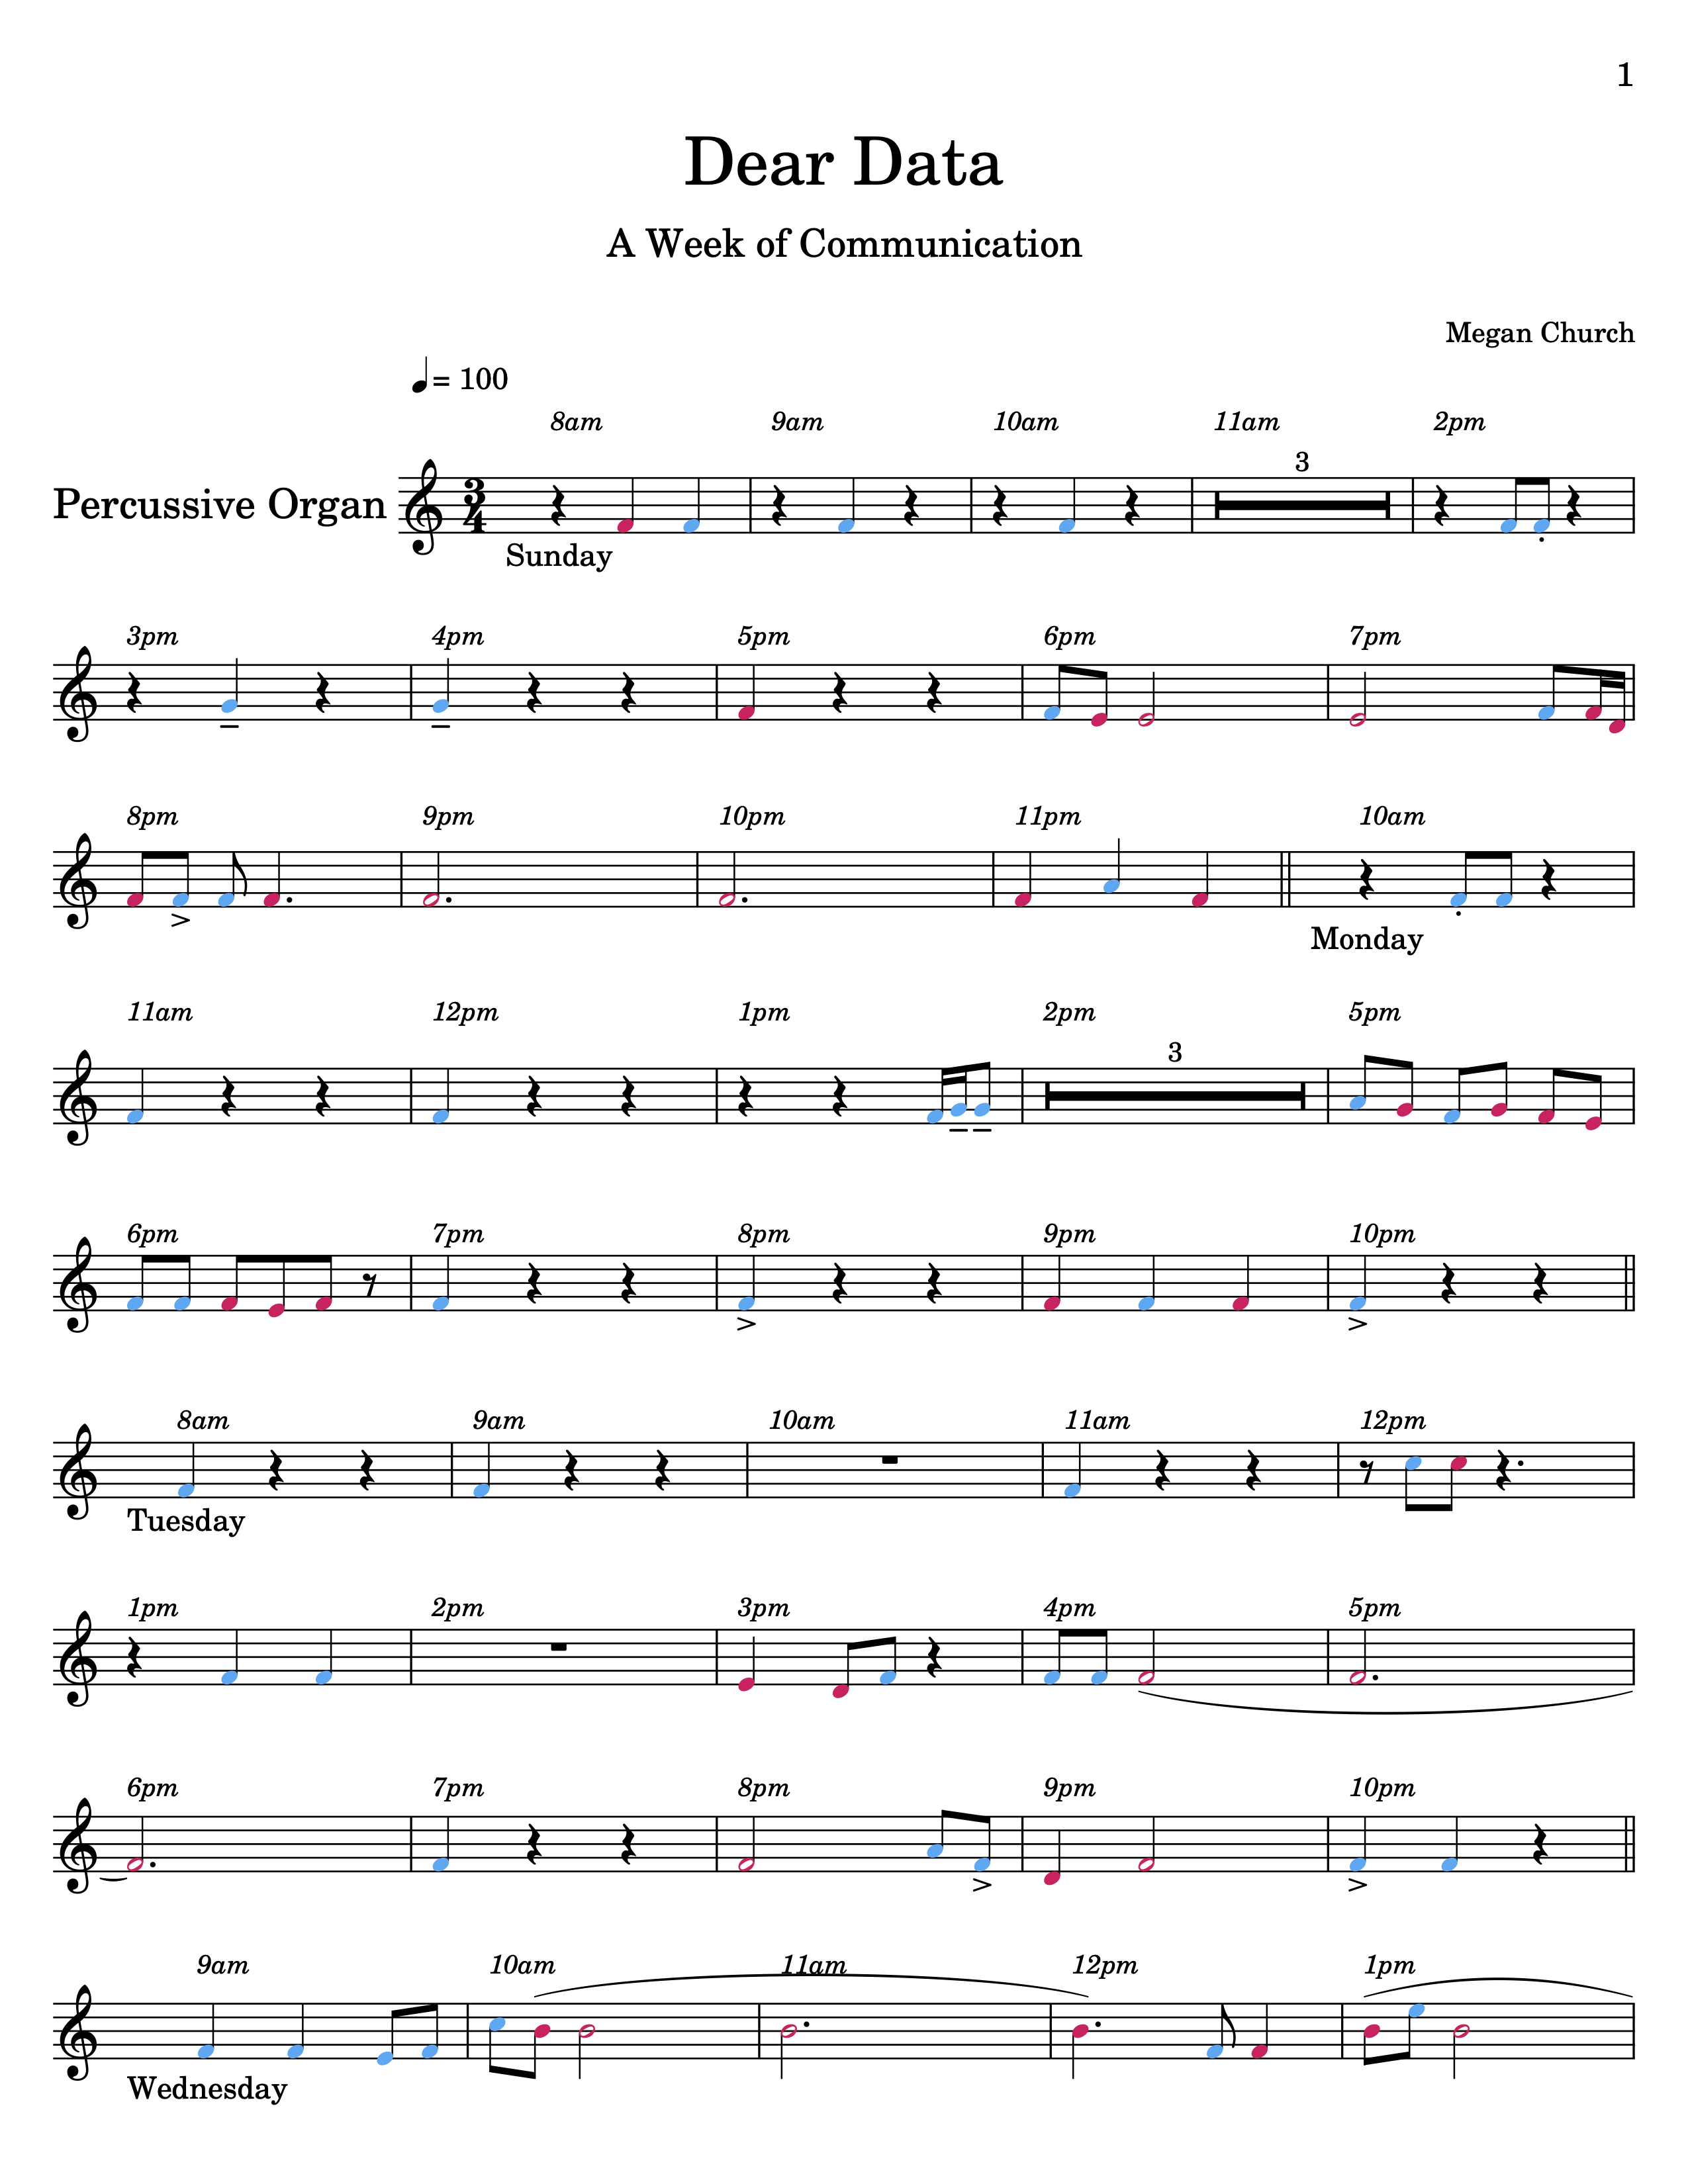 1
Dear Data
A Week of Communication
Megan Church
= 100
8am 9am 10am 11am 2pm
3
Percussive Organ
3
4
Sunday
3pm 4pm 5pm 6pm 7pm
8pm 9pm 10pm 11pm 10am
Monday
11am 12pm 1pm 2pm 5pm
3
6pm 7pm 8pm 9pm 10pm
8am 9am 10am 11am 12pm
Tuesday
1pm 2pm 3pm 4pm 5pm
6pm 7pm 8pm 9pm 10pm
9am 10am 11am 12pm 1pm
Wednesday